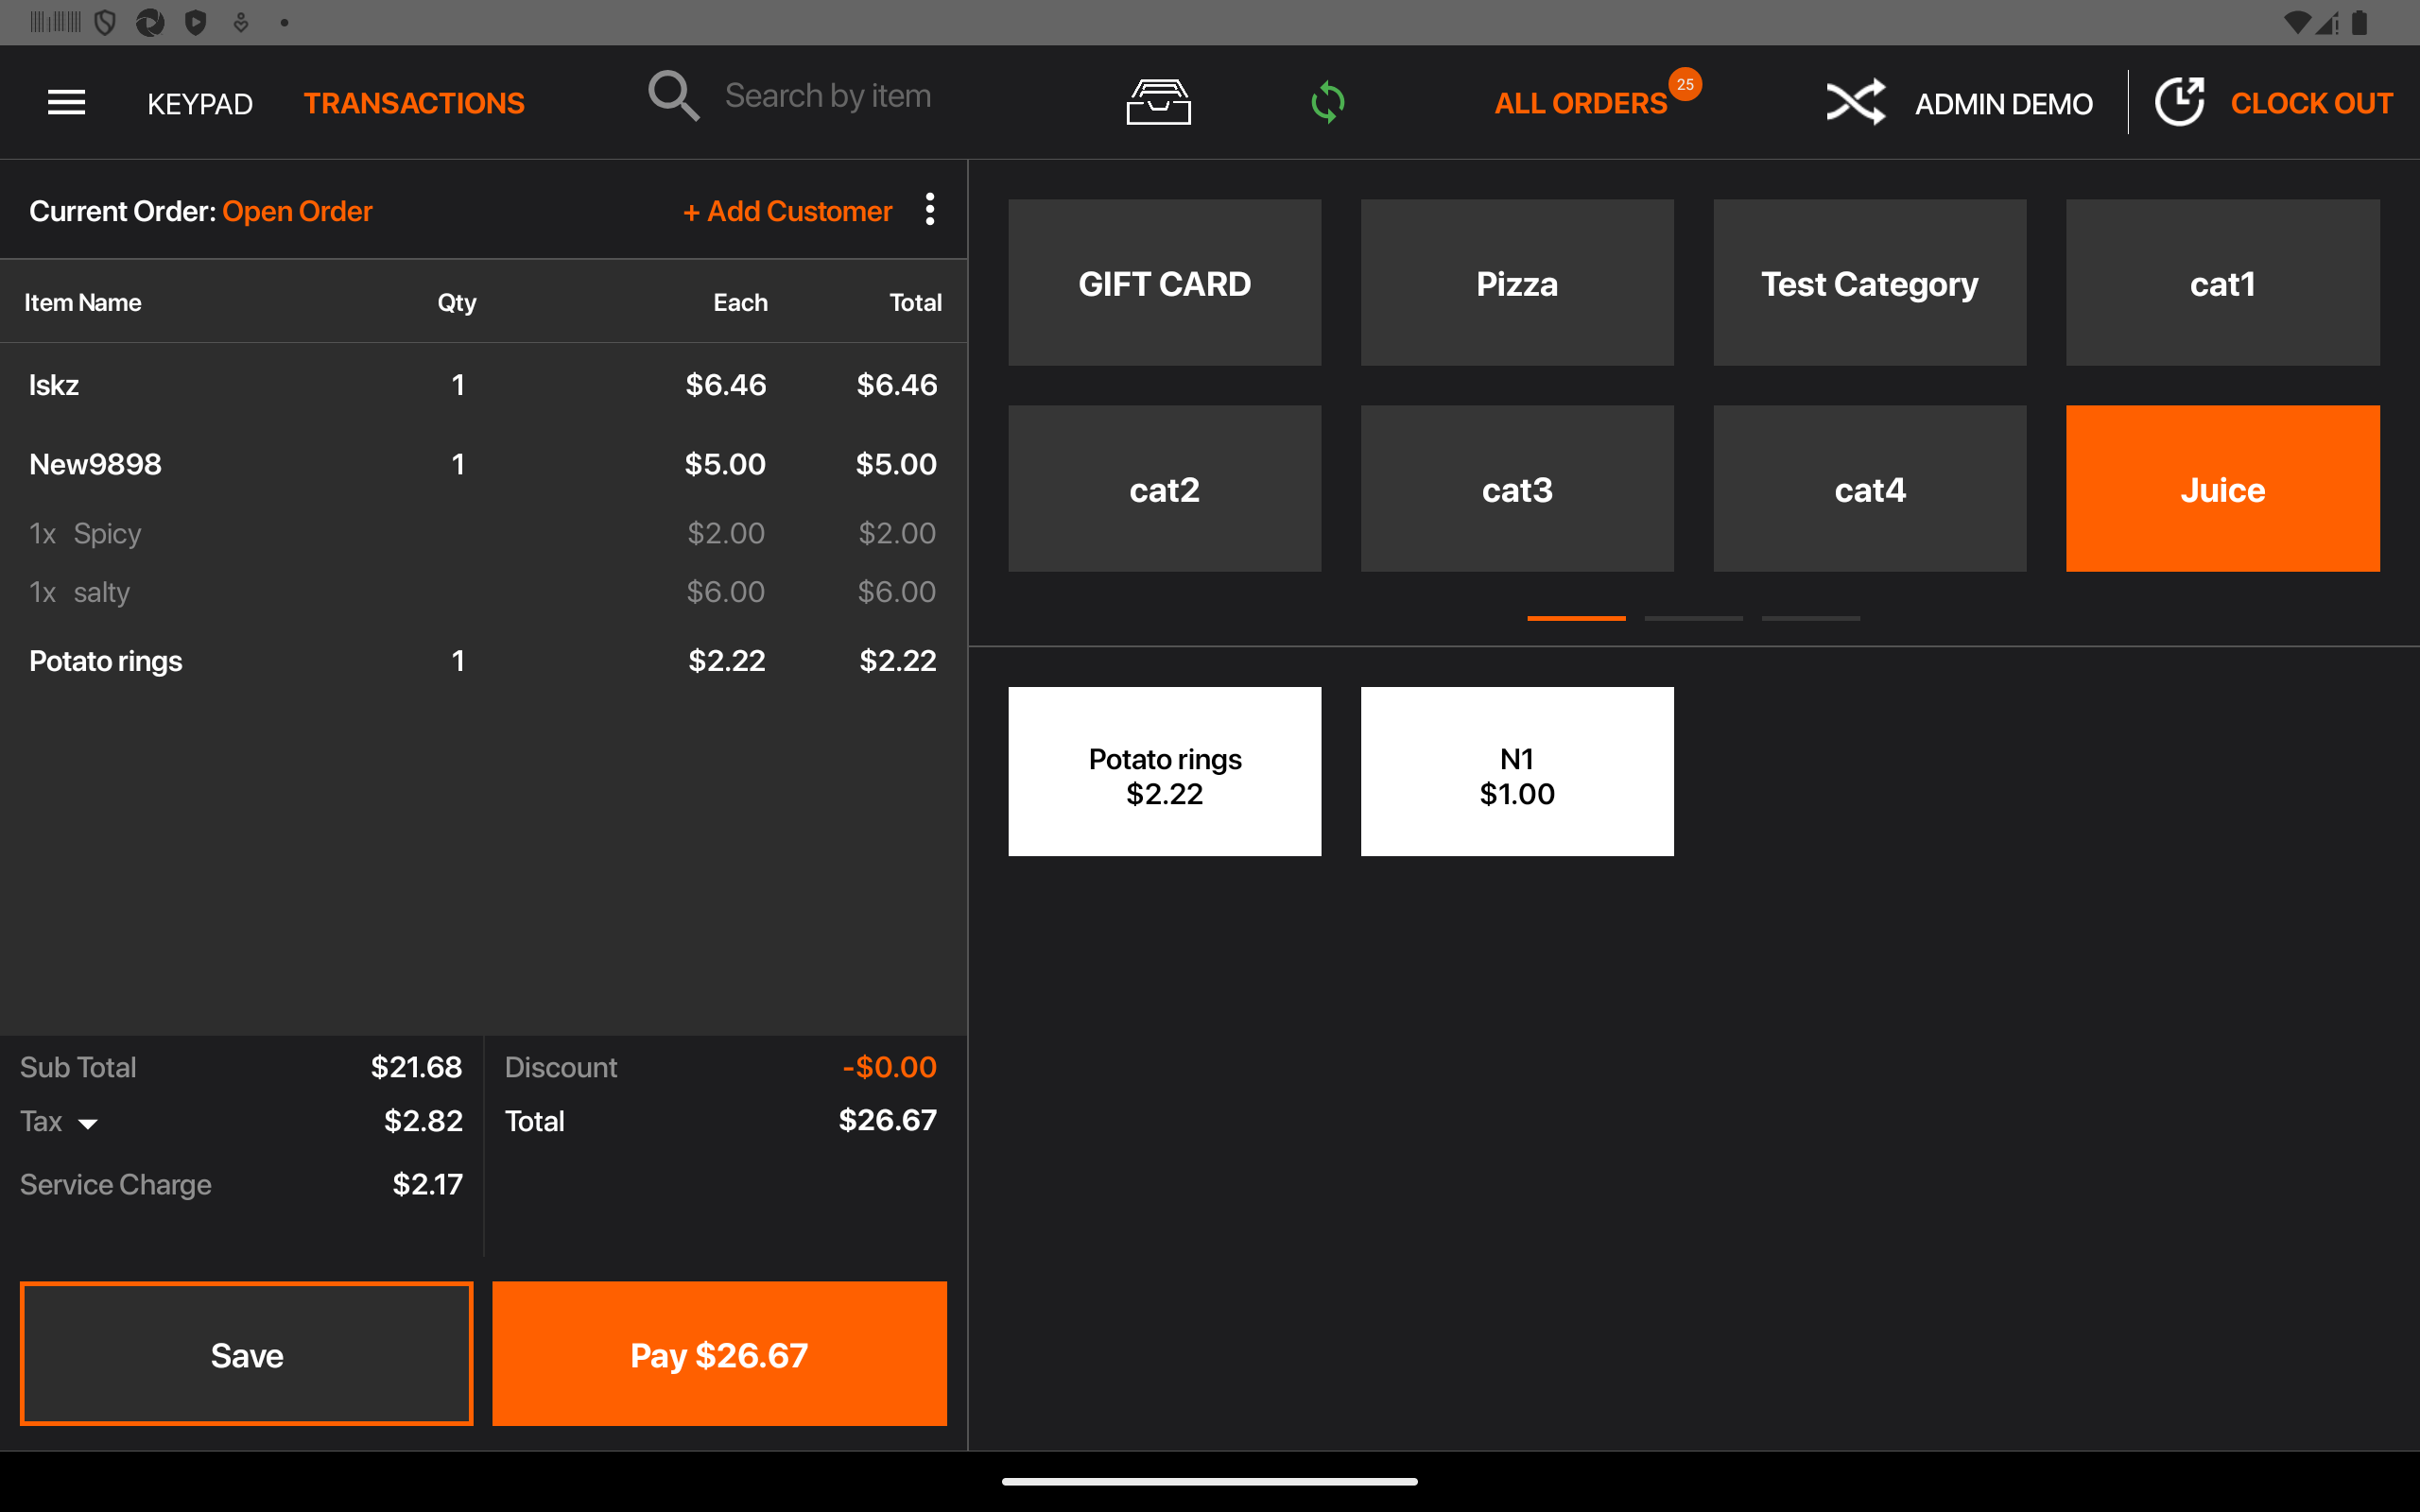 KEYPAD TRANSACTIONS Search by item ALL ORDERS 25 ADMIN DEMO CLOCK OUT
Current Order: Open Order + Add Customer
Item Name Qty Each Total
lskz 1 $6.46 $6.46
New9898 1 $5.00 $5.00
1x Spicy $2.00 $2.00
1x salty $6.00 $6.00
Potato rings 1 $2.22 $2.22
Sub Total $21.68 Discount -$0.00
Tax $2.82 Total $26.67
Service Charge $2.17
Save Pay $26.67
GIFT CARD Pizza Test Category cat1
cat2 cat3 cat4 Juice
Potato rings N1
$2.22 $1.00